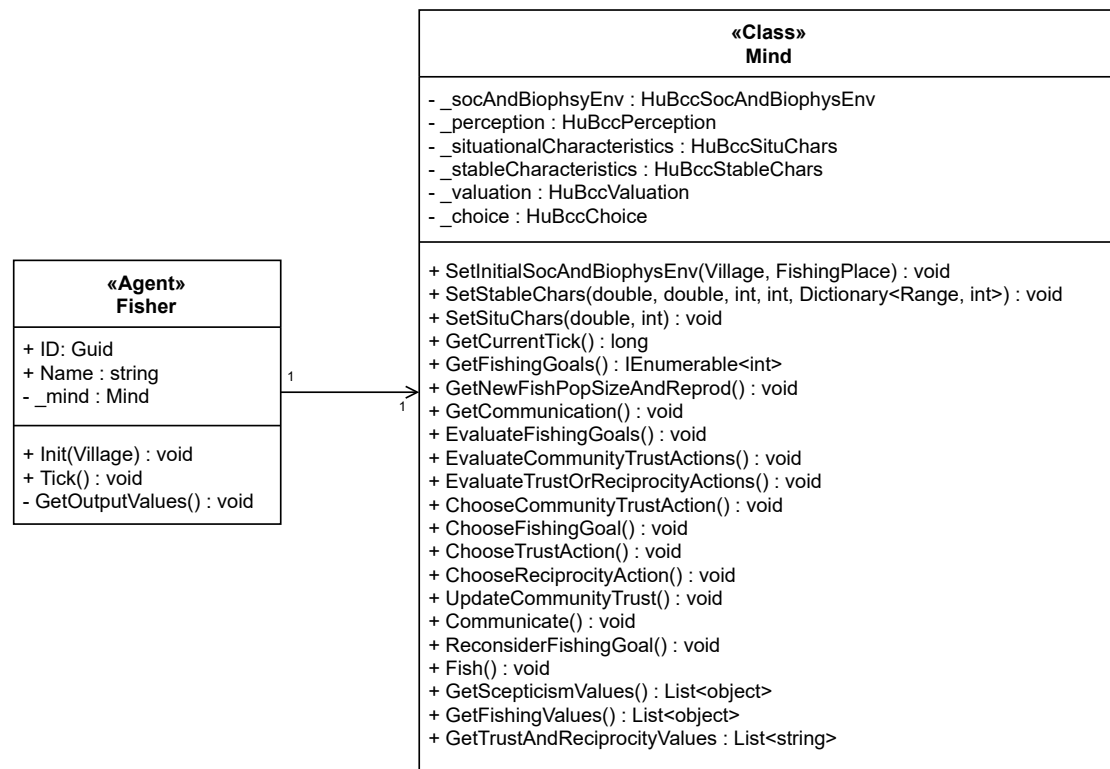 «Class»
Mind
- _socAndBiophsyEnv : HuBccSocAndBiophysEnv
- _perception : HuBccPerception
- _situationalCharacteristics : HuBccSituChars
- _stableCharacteristics : HuBccStableChars
- _valuation : HuBccValuation
- _choice : HuBccChoice
+ SetInitialSocAndBiophysEnv(Village, FishingPlace) : void
+ SetStableChars(double, double, int, int, Dictionary<Range, int>) : void
+ SetSituChars(double, int) : void
+ GetCurrentTick() : long
+ GetFishingGoals() : IEnumerable<int>
+ GetNewFishPopSizeAndReprod() : void
+ GetCommunication() : void
+ EvaluateFishingGoals() : void
+ EvaluateCommunityTrustActions() : void
+ EvaluateTrustOrReciprocityActions() : void
+ ChooseCommunityTrustAction() : void
+ ChooseFishingGoal() : void
+ ChooseTrustAction() : void
+ ChooseReciprocityAction() : void
+ UpdateCommunityTrust() : void
+ Communicate() : void
+ ReconsiderFishingGoal() : void
+ Fish() : void
+ GetScepticismValues() : List<object>
+ GetFishingValues() : List<object>
+ GetTrustAndReciprocityValues : List<string>
«Agent»
Fisher
+ ID: Guid
+ Name : string
- _mind : Mind
+ Init(Village) : void
+ Tick() : void
- GetOutputValues() : void
1
1